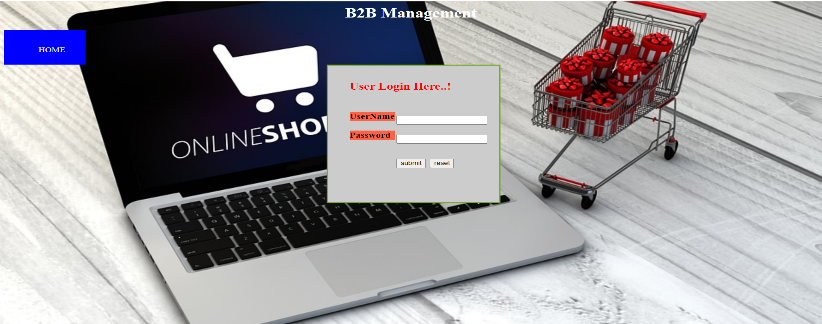 B2B Management
HOME
ONLINESHO
User Login Here..!
UserName
Password
submit reset